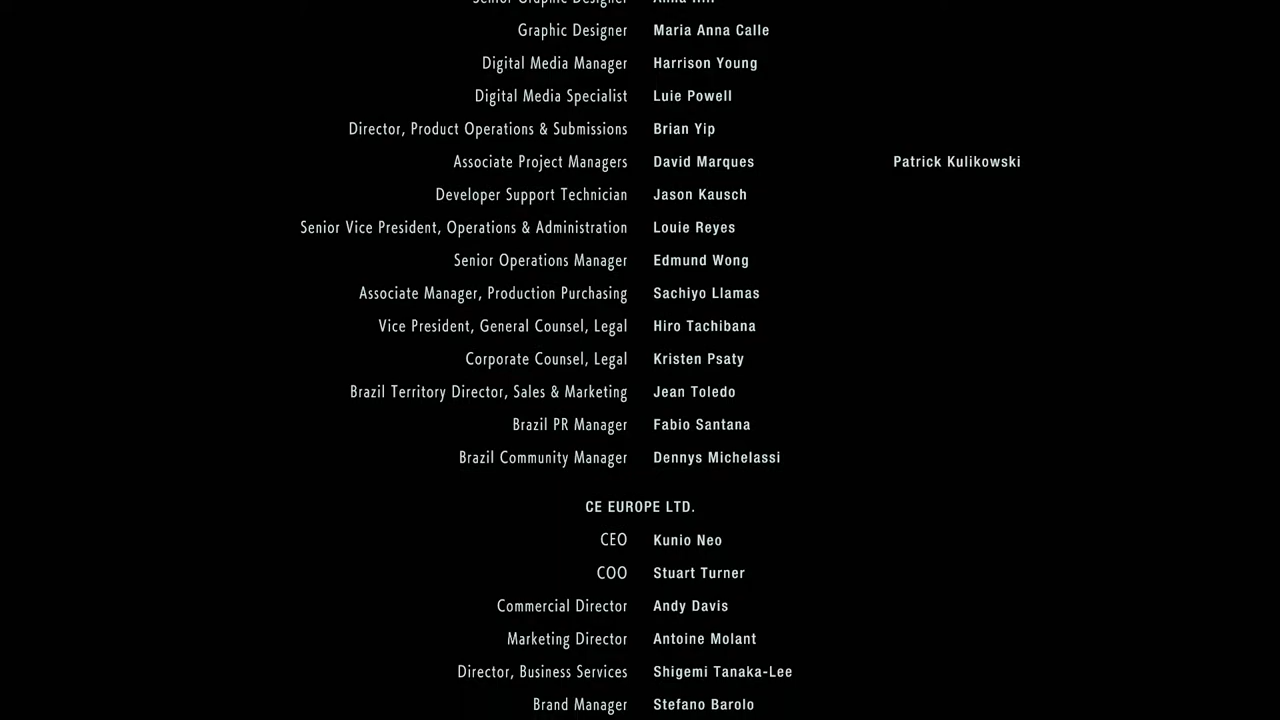 Senior Graphic Designer Anna Hill
Graphic Designer Maria Anna Calle
Digital Media Manager Harrison Young
Digital Media Specialist Luie Powell
Director, Product Operations & Submissions Brian Yip
Associate Project Managers David Marques Patrick Kulikowski
Developer Support Technician Jason Kausch
Senior Vice President, Operations & Administration Louie Reyes
Senior Operations Manager Edmund Wong
Associate Manager, Production Purchasing Sachiyo Llamas
Vice President, General Counsel, Legal Hiro Tachibana
Corporate Counsel, Legal Kristen Psaty
Brazil Territory Director, Sales & Marketing Jean Toledo
Brazil PR Manager Fabio Santana
Brazil Community Manager Dennys Michelassi
CE EUROPE LTD.
CEO Kunio Neo
COO Stuart Turner
Commercial Director Andy Davis
Marketing Director Antoine Molant
Director, Business Services Shigemi Tanaka-Lee
Brand Manager Stefano Barolo